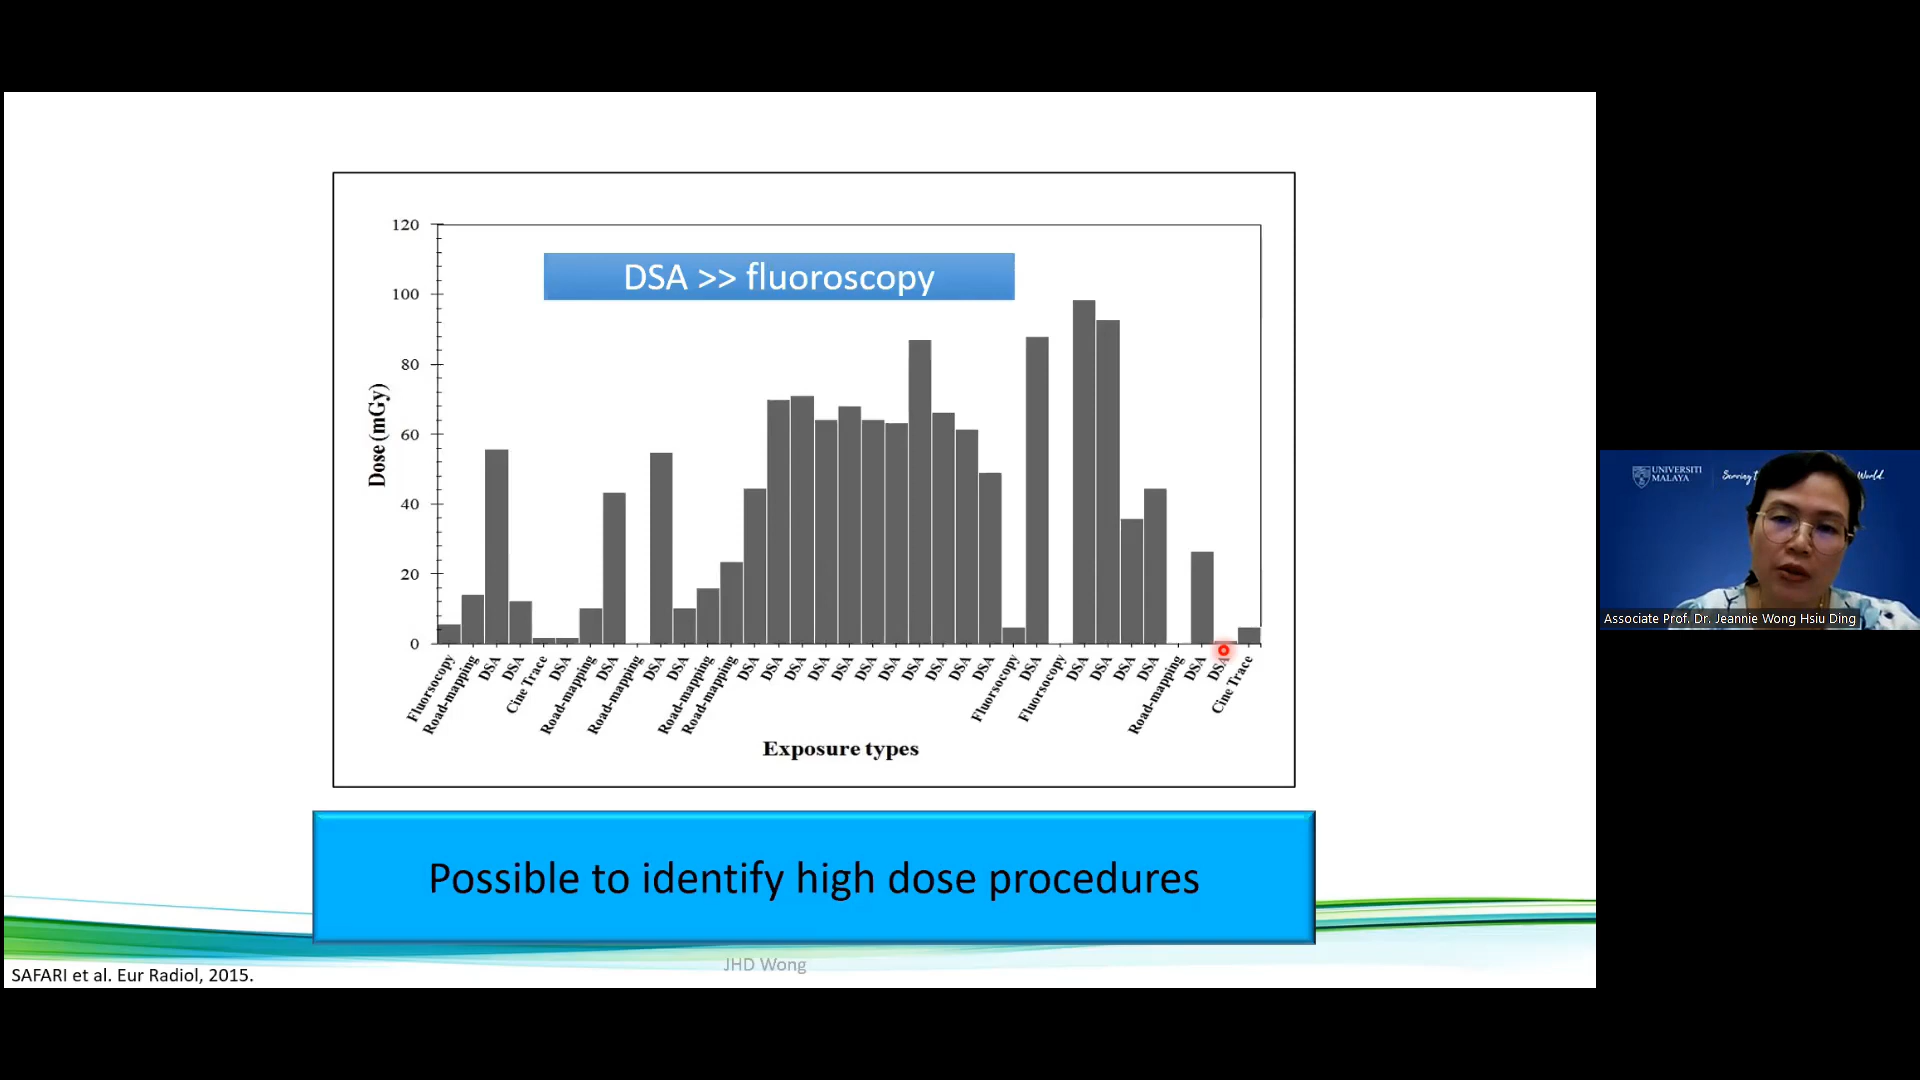 120
DSA >> fluoroscopy
100
80
60
40
20
0
Dose (mGy)
Fluorsocopy
Road-mapping
DSA
DSA
Cine Trace
DSA
Road-mapping
DSA
Road-mapping
DSA
DSA
Road-mapping
Road-mapping
DSA
DSA
DSA
DSA
DSA
DSA
DSA
DSA
DSA
DSA
DSA
Fluorsocopy
DSA
Fluorsocopy
DSA
DSA
DSA
DSA
Road-mapping
DSA
DSA
Cine Trace
Exposure types
Possible to identify high dose procedures
JHD Wong
SAFARI et al. Eur Radiol, 2015.
UNIVERSITI
MALAYA
World.
Associate Prof. Dr. Jeannie Wong Hsiu Ding